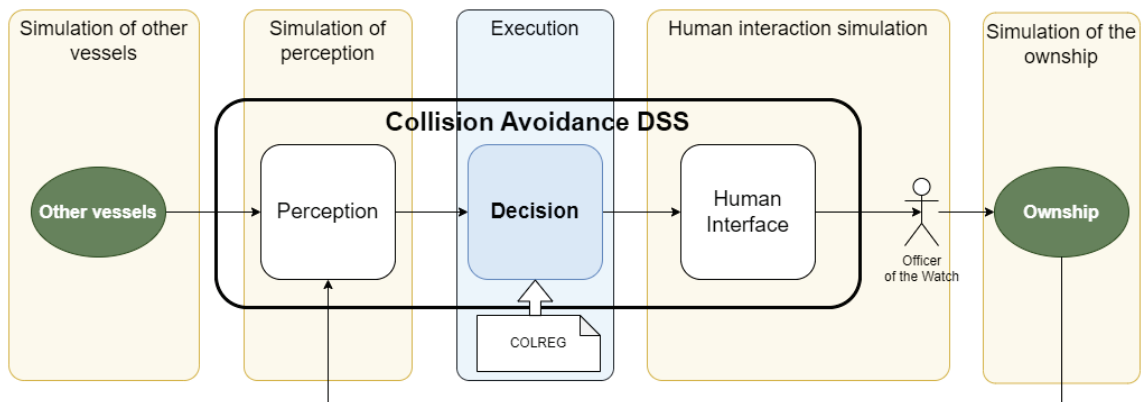 Simulation of other
vessels
Simulation of
perception
Execution
Human interaction simulation
Simulation of the
ownship
Collision Avoidance DSS
Other vessels
Perception
Decision
Human
Interface
Officer
of the Watch
Ownship
COLREG